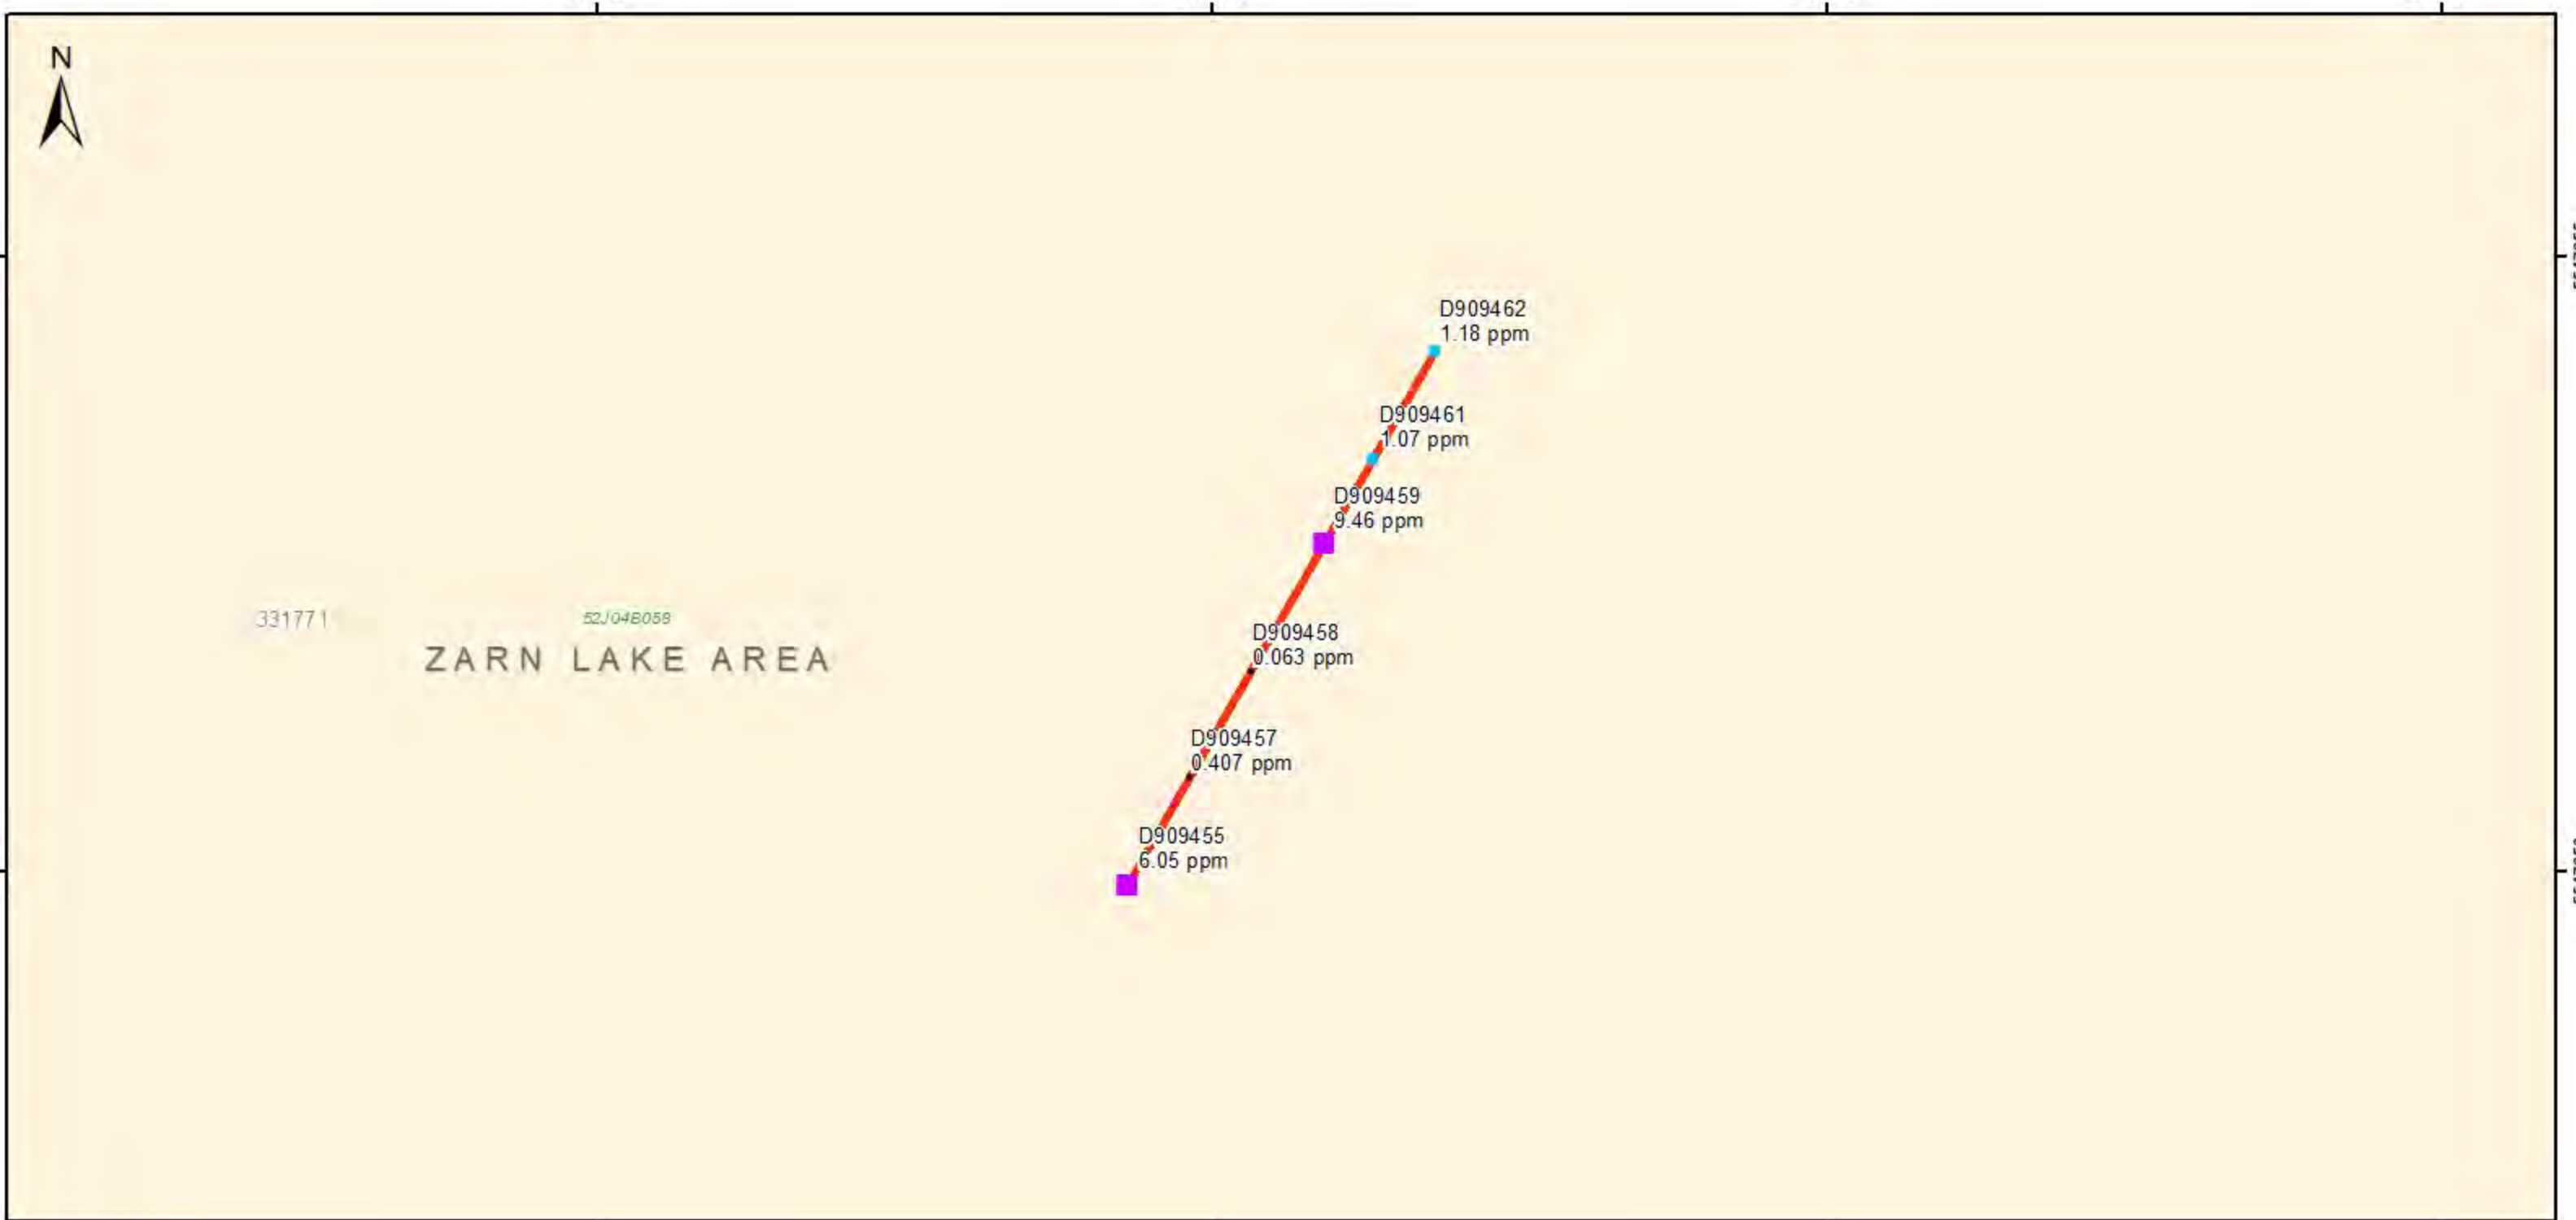 N
D909462
1.18 ppm
D909461
1.07 ppm
D909459
9.46 ppm
331771
52J04B058
D909458
0.063 ppm
ZARN LAKE AREA
D909457
0.407 ppm
D909455
6.05 ppm